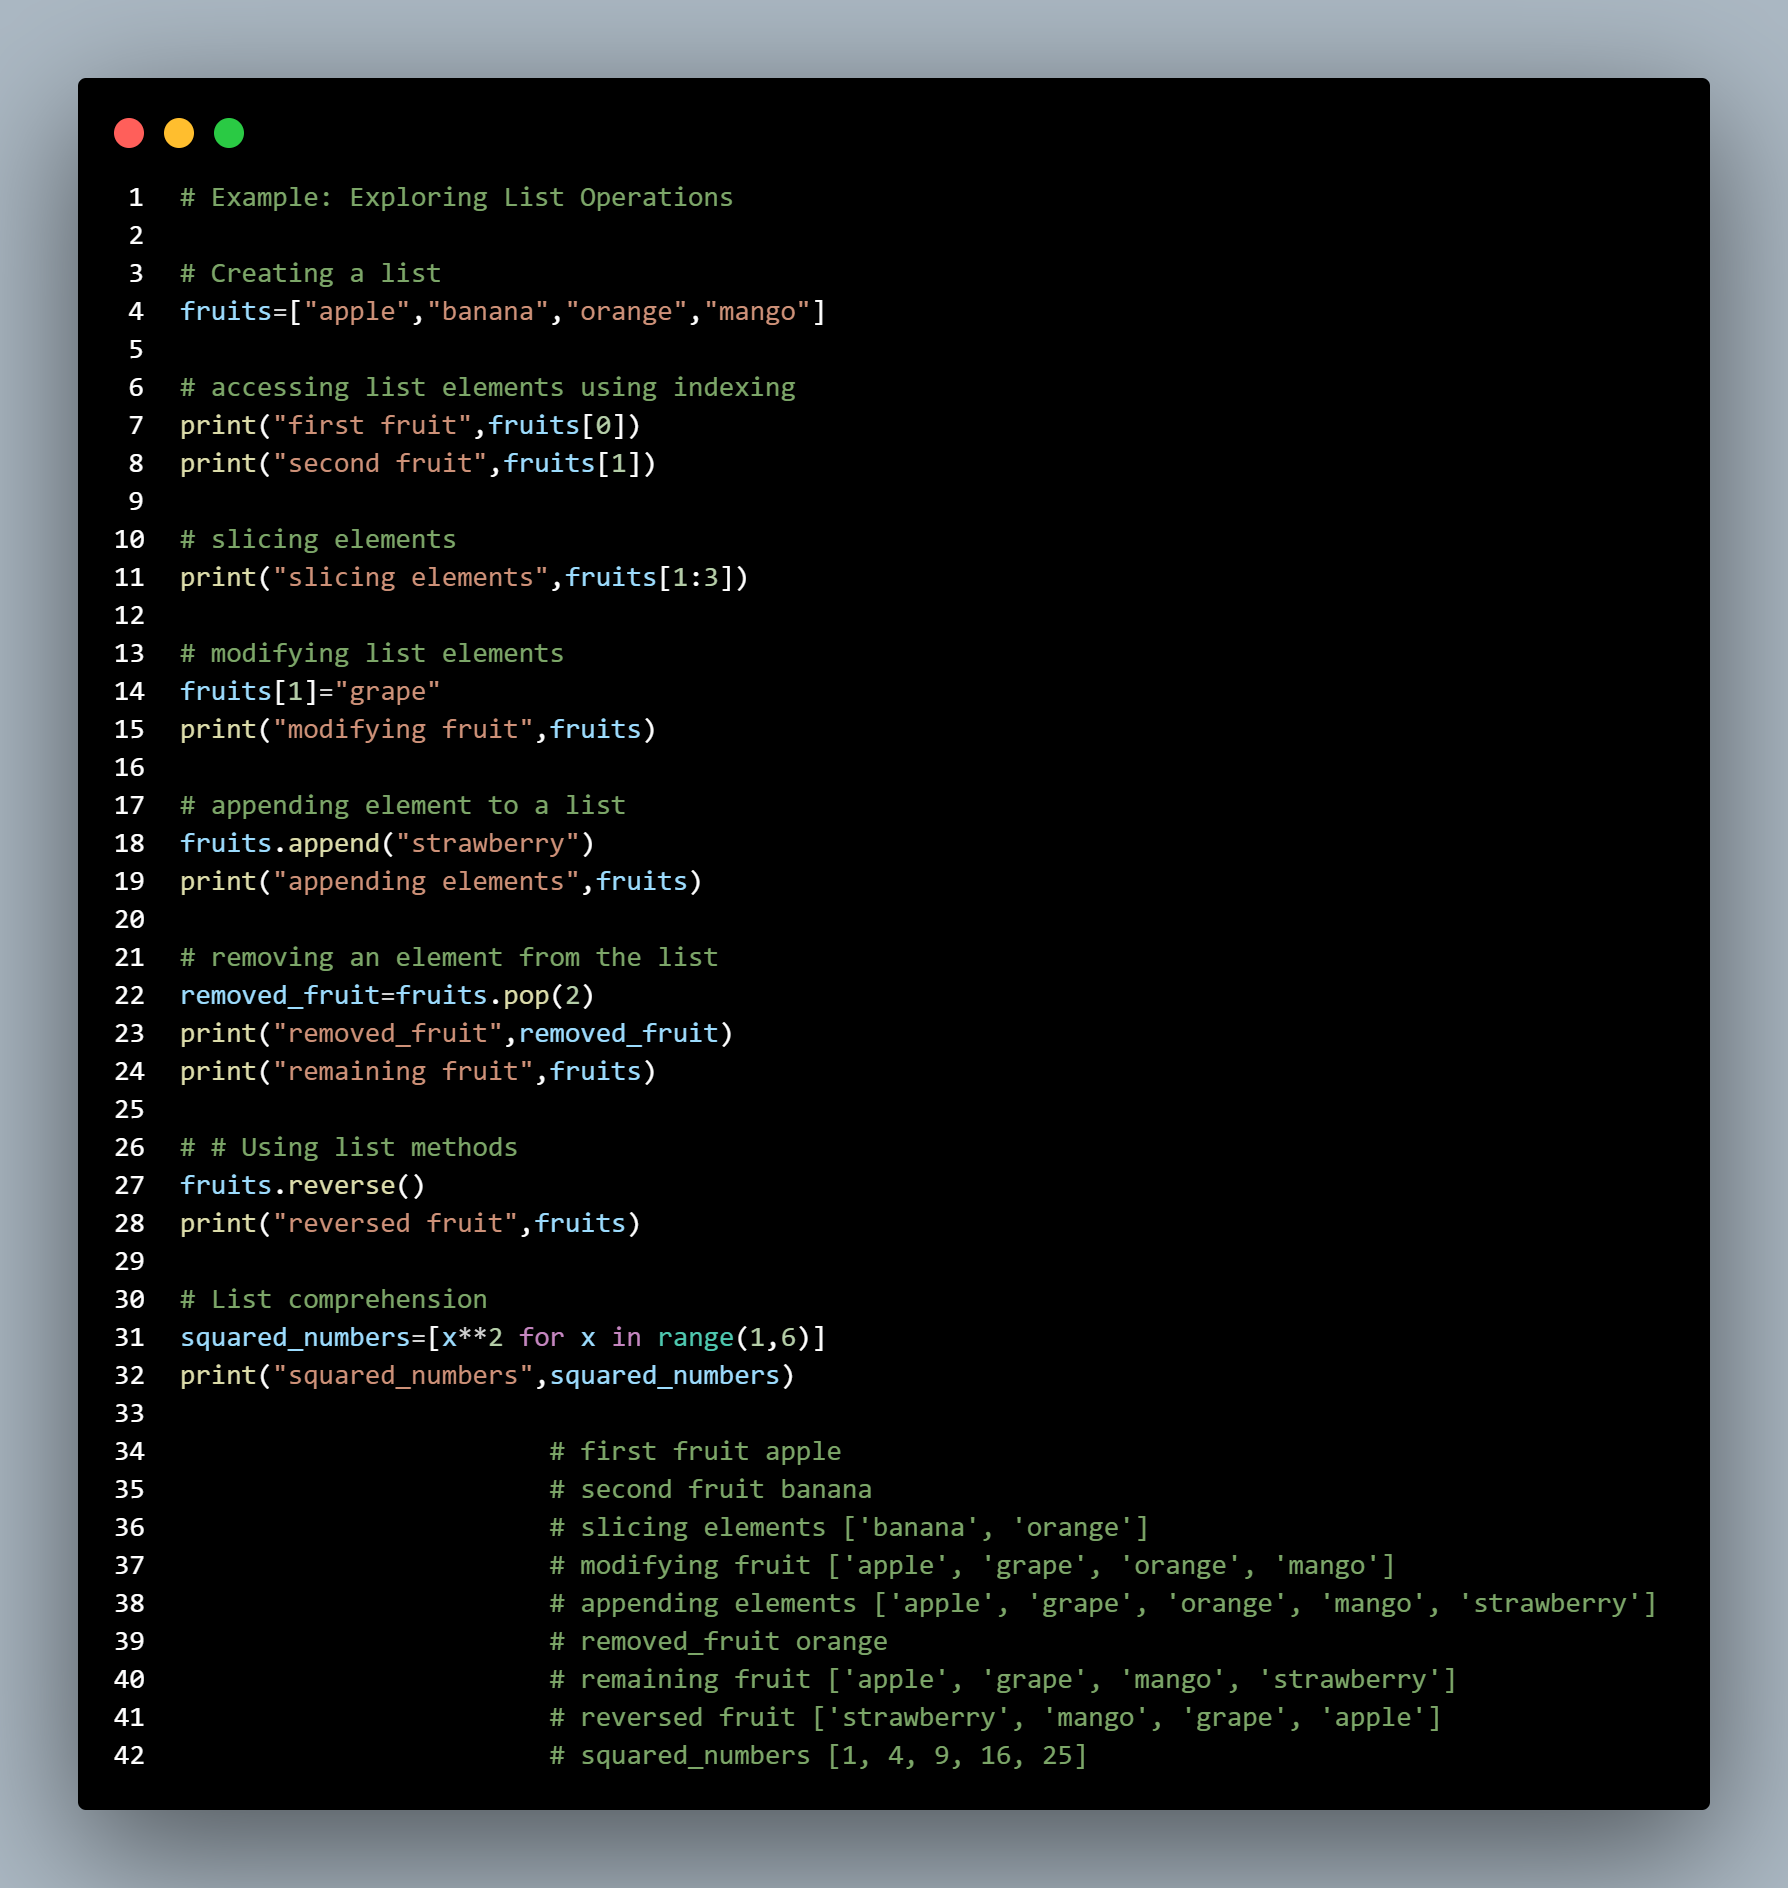 1 # Example: Exploring List Operations
2
3 # Creating a list
4 fruits=["apple","banana","orange","mango"]
5
6 # accessing list elements using indexing
7 print("first fruit",fruits[0])
8 print("second fruit",fruits[1])
9
10 # slicing elements
11 print("slicing elements",fruits[1:3])
12
13 # modifying list elements
14 fruits[1]="grape"
15 print("modifying fruit",fruits)
16
17 # appending element to a list
18 fruits.append("strawberry")
19 print("appending elements",fruits)
20
21 # removing an element from the list
22 removed_fruit=fruits.pop(2)
23 print("removed_fruit",removed_fruit)
24 print("remaining fruit",fruits)
25
26 # # Using list methods
27 fruits.reverse()
28 print("reversed fruit",fruits)
29
30 # List comprehension
31 squared_numbers=[x**2 for x in range(1,6)]
32 print("squared_numbers",squared_numbers)
33
34 # first fruit apple
35 # second fruit banana
36 # slicing elements ['banana', 'orange']
37 # modifying fruit ['apple', 'grape', 'orange', 'mango']
38 # appending elements ['apple', 'grape', 'orange', 'mango', 'strawberry']
39 # removed_fruit orange
40 # remaining fruit ['apple', 'grape', 'mango', 'strawberry']
41 # reversed fruit ['strawberry', 'mango', 'grape', 'apple']
42 # squared_numbers [1, 4, 9, 16, 25]